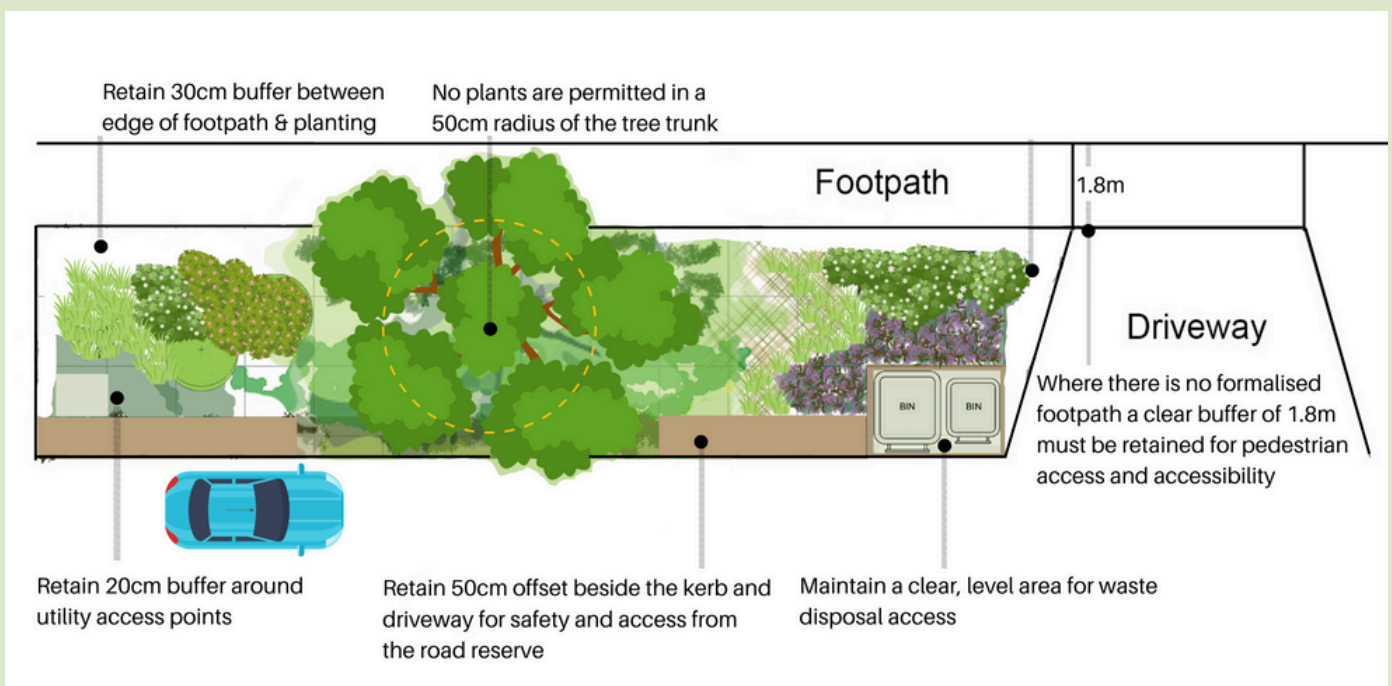 Retain 30cm buffer between
edge of footpath & planting
No plants are permitted in a
50cm radius of the tree trunk
Footpath
1.8m
Driveway
BIN
BIN
Where there is no formalised
footpath a clear buffer of 1.8m
must be retained for pedestrian
access and accessibility
Retain 20cm buffer around
utility access points
Retain 50cm offset beside the kerb and
driveway for safety and access from
the road reserve
Maintain a clear, level area for waste
disposal access